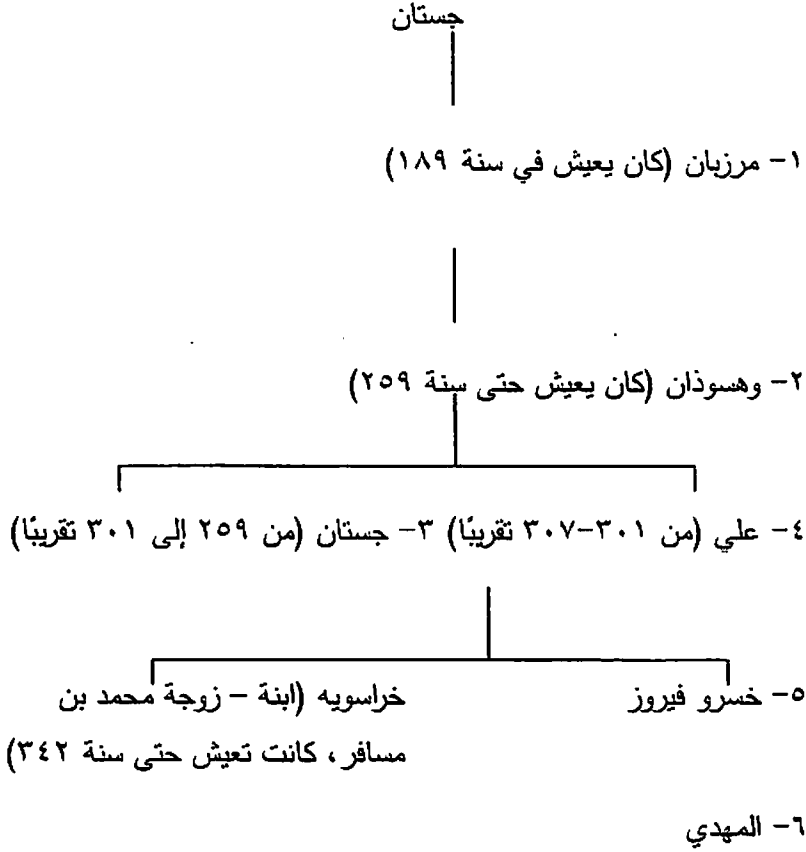 جستان
١- مرزبان (كان يعيش في سنة ١٨٩)
٢- وهسوذان (كان يعيش حتى سنة ٢٥٩)
٤- علي (من ٣٠١-٣٠٧ تقريبًا) ٣- جستان (من ٢٥٩ إلى ٣٠١ تقريبًا)
٥- خسرو فيروز خراسويه (ابنة – زوجة محمد بن
مسافر، كانت تعيش حتى سنة ٣٤٢)
٦- المهدي